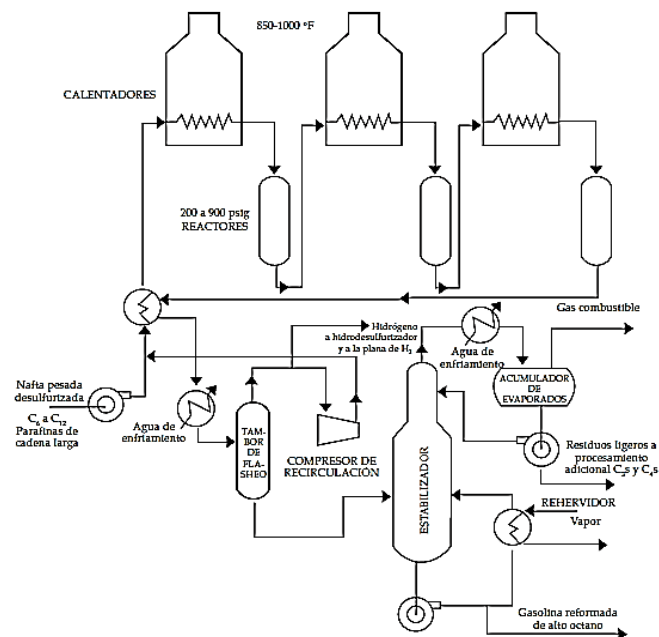 850-1000 °F
CALENTADORES
200 a 900 psig
REACTORES
Gas combustible
Hidrógeno
a hidrodesulfurizador
y a la plana de H₂
Agua de
enfriamiento
Nafta pesada
desulfurizada
C₆ a C₁₂
Parafinas de
cadena larga
Agua de
enfriamiento
TAM-
BOR
DE
FLA-
SHEO
COMPRESOR DE
RECIRCULACIÓN
ESTABILIZADOR
ACUMULADOR
DE
EVAPORADOS
Residuos ligeros a
procesamiento
adicional C₃s y C₄s
REHERVIDOR
Vapor
Gasolina reformada
de alto octano